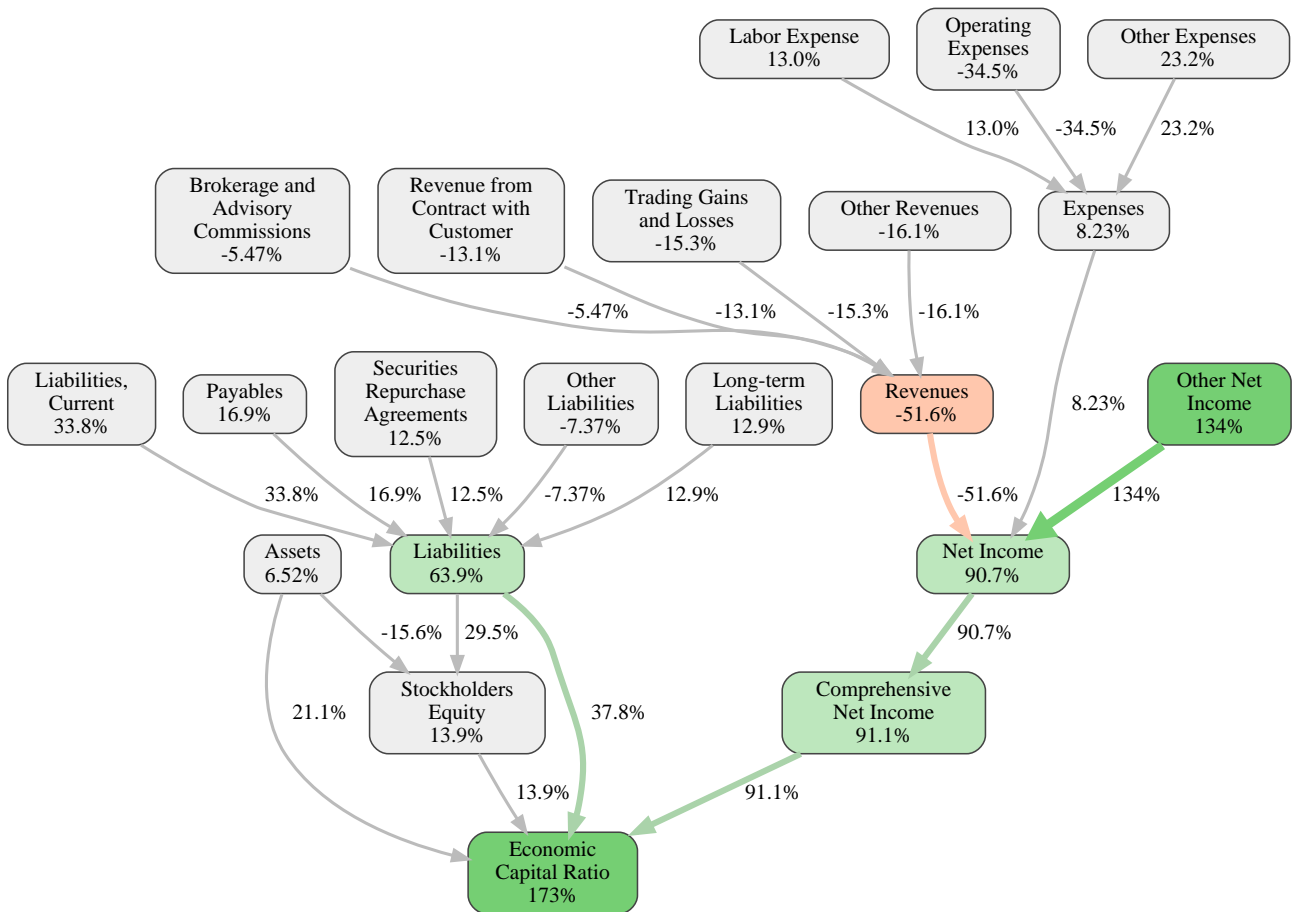 Labor Expense
13.0%
Operating
Expenses
-34.5%
Other Expenses
23.2%
13.0%
-34.5%
23.2%
Brokerage and
Advisory
Commissions
-5.47%
Revenue from
Contract with
Customer
-13.1%
Trading Gains
and Losses
-15.3%
Other Revenues
-16.1%
Expenses
8.23%
-5.47%
-13.1%
-15.3%
-16.1%
Liabilities,
Current
33.8%
Payables
16.9%
Securities
Repurchase
Agreements
12.5%
Other
Liabilities
-7.37%
Long-term
Liabilities
12.9%
Revenues
-51.6%
8.23%
Other Net
Income
134%
33.8%
16.9%
12.5%
-7.37%
12.9%
-51.6%
134%
Assets
6.52%
Liabilities
63.9%
Net Income
90.7%
-15.6%
29.5%
90.7%
21.1%
Stockholders
Equity
13.9%
37.8%
Comprehensive
Net Income
91.1%
13.9%
91.1%
Economic
Capital Ratio
173%